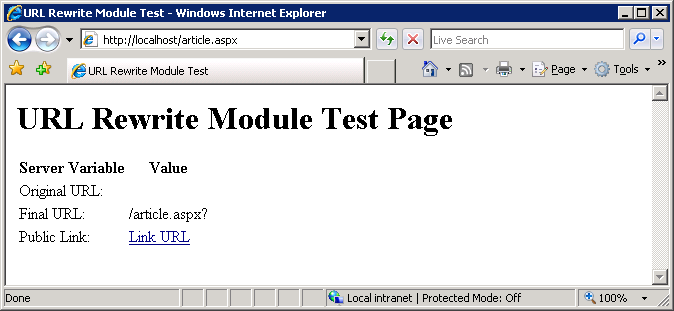 URL Rewrite Module Test - Windows Internet Explorer
http://localhost/article.aspx
Live Search
URL Rewrite Module Test
Page
Tools
»
URL Rewrite Module Test Page
Server Variable Value
Original URL:
Final URL: /article.aspx?
Public Link: Link URL
Done
Local intranet | Protected Mode: Off
100%